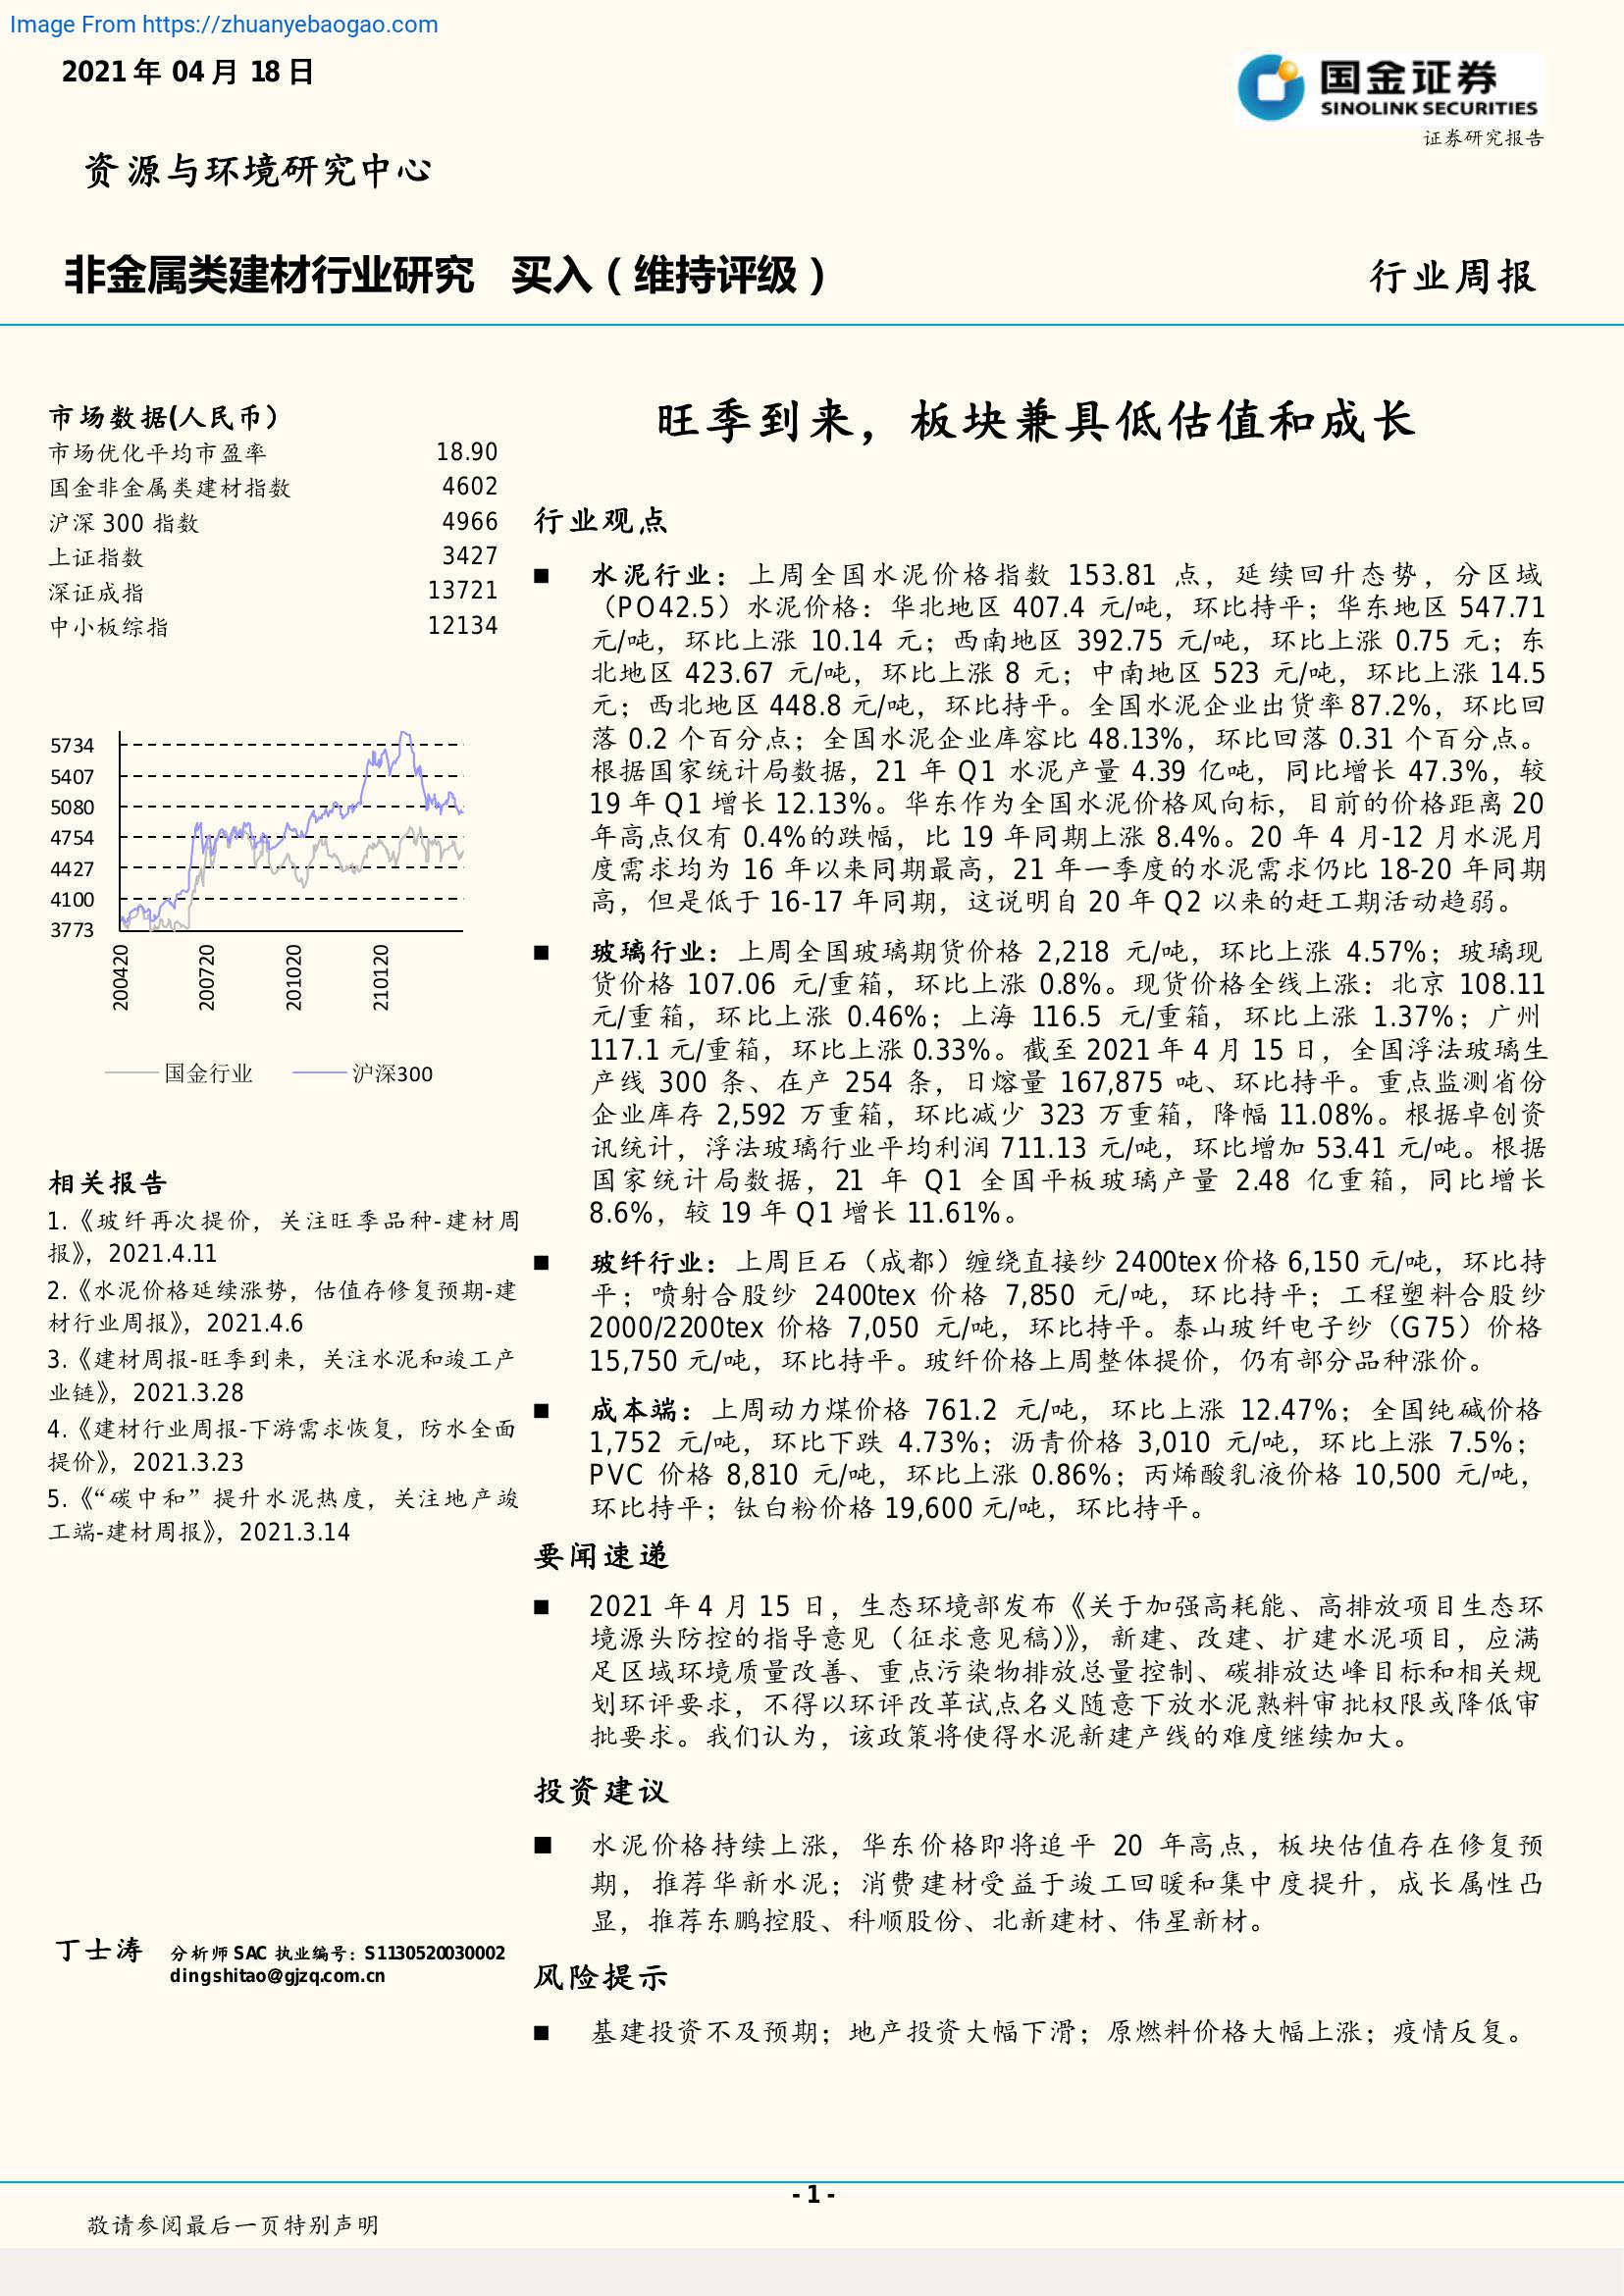 Image From https://zhuanyebaogao.com
2021 年 04 月 18 日
国金证券
SINOLINK SECURITIES
证券研究报告
资源与环境研究中心
非金属类建材行业研究 买入（维持评级）
行业周报
市场数据(人民币）
市场优化平均市盈率 18.90
国金非金属类建材指数 4602
沪深 300 指数 4966
上证指数 3427
深证成指 13721
中小板综指 12134
5734
5407
5080
4754
4427
4100
3773
200420
200720
201020
210120
国金行业 沪深300
相关报告
1.《玻纤再次提价，关注旺季品种-建材周
报》，2021.4.11
2.《水泥价格延续涨势，估值存修复预期-建
材行业周报》，2021.4.6
3.《建材周报-旺季到来，关注水泥和竣工产
业链》，2021.3.28
4.《建材行业周报-下游需求恢复，防水全面
提价》，2021.3.23
5.《“碳中和”提升水泥热度，关注地产竣
工端-建材周报》，2021.3.14
丁士涛 分析师 SAC 执业编号：S1130520030002
dingshitao@gjzq.com.cn
旺季到来，板块兼具低估值和成长
行业观点
■ 水泥行业：上周全国水泥价格指数 153.81 点，延续回升态势，分区域
（PO42.5）水泥价格：华北地区 407.4 元/吨，环比持平；华东地区 547.71
元/吨，环比上涨 10.14 元；西南地区 392.75 元/吨，环比上涨 0.75 元；东
北地区 423.67 元/吨，环比上涨 8 元；中南地区 523 元/吨，环比上涨 14.5
元；西北地区 448.8 元/吨，环比持平。全国水泥企业出货率 87.2%，环比回
落 0.2 个百分点；全国水泥企业库容比 48.13%，环比回落 0.31 个百分点。
根据国家统计局数据，21 年 Q1 水泥产量 4.39 亿吨，同比增长 47.3%，较
19 年 Q1 增长 12.13%。华东作为全国水泥价格风向标，目前的价格距离 20
年高点仅有 0.4%的跌幅，比 19 年同期上涨 8.4%。20 年 4 月-12 月水泥月
度需求均为 16 年以来同期最高，21 年一季度的水泥需求仍比 18-20 年同期
高，但是低于 16-17 年同期，这说明自 20 年 Q2 以来的赶工期活动趋弱。
■ 玻璃行业：上周全国玻璃期货价格 2,218 元/吨，环比上涨 4.57%；玻璃现
货价格 107.06 元/重箱，环比上涨 0.8%。现货价格全线上涨：北京 108.11
元/重箱，环比上涨 0.46%；上海 116.5 元/重箱，环比上涨 1.37%；广州
117.1 元/重箱，环比上涨 0.33%。截至 2021 年 4 月 15 日，全国浮法玻璃生
产线 300 条、在产 254 条，日熔量 167,875 吨、环比持平。重点监测省份
企业库存 2,592 万重箱，环比减少 323 万重箱，降幅 11.08%。根据卓创资
讯统计，浮法玻璃行业平均利润 711.13 元/吨，环比增加 53.41 元/吨。根据
国家统计局数据，21 年 Q1 全国平板玻璃产量 2.48 亿重箱，同比增长
8.6%，较 19 年 Q1 增长 11.61%。
■ 玻纤行业：上周巨石（成都）缠绕直接纱 2400tex 价格 6,150 元/吨，环比持
平；喷射合股纱 2400tex 价格 7,850 元/吨，环比持平；工程塑料合股纱
2000/2200tex 价格 7,050 元/吨，环比持平。泰山玻纤电子纱（G75）价格
15,750 元/吨，环比持平。玻纤价格上周整体提价，仍有部分品种涨价。
■ 成本端：上周动力煤价格 761.2 元/吨，环比上涨 12.47%；全国纯碱价格
1,752 元/吨，环比下跌 4.73%；沥青价格 3,010 元/吨，环比上涨 7.5%；
PVC 价格 8,810 元/吨，环比上涨 0.86%；丙烯酸乳液价格 10,500 元/吨，
环比持平；钛白粉价格 19,600 元/吨，环比持平。
要闻速递
■ 2021 年 4 月 15 日，生态环境部发布《关于加强高耗能、高排放项目生态环
境源头防控的指导意见（征求意见稿）》，新建、改建、扩建水泥项目，应满
足区域环境质量改善、重点污染物排放总量控制、碳排放达峰目标和相关规
划环评要求，不得以环评改革试点名义随意下放水泥熟料审批权限或降低审
批要求。我们认为，该政策将使得水泥新建产线的难度继续加大。
投资建议
■ 水泥价格持续上涨，华东价格即将追平 20 年高点，板块估值存在修复预
期，推荐华新水泥；消费建材受益于竣工回暖和集中度提升，成长属性凸
显，推荐东鹏控股、科顺股份、北新建材、伟星新材。
风险提示
■ 基建投资不及预期；地产投资大幅下滑；原燃料价格大幅上涨；疫情反复。
- 1 -
敬请参阅最后一页特别声明